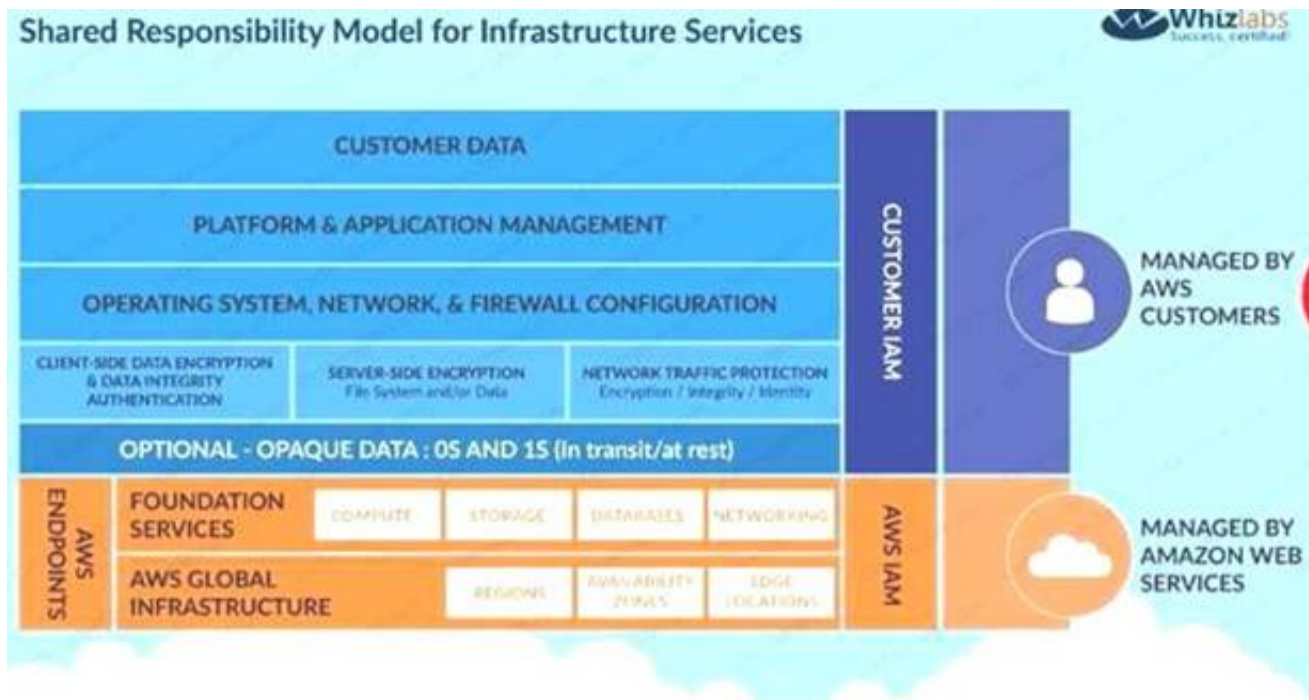 Shared Responsibility Model for Infrastructure Services
Whizlabs
Success, certified!
CUSTOMER DATA
PLATFORM & APPLICATION MANAGEMENT
OPERATING SYSTEM, NETWORK, & FIREWALL CONFIGURATION
CLIENT-SIDE DATA ENCRYPTION
& DATA INTEGRITY
AUTHENTICATION
SERVER-SIDE ENCRYPTION
File System and/or Data
NETWORK TRAFFIC PROTECTION
Encryption / Integrity / Identity
OPTIONAL - OPAQUE DATA : 0S AND 1S (in transit/at rest)
CUSTOMER IAM
MANAGED BY
AWS
CUSTOMERS
AWS
ENDPOINTS
FOUNDATION
SERVICES
COMPUTE
STORAGE
DATABASES
NETWORKING
AWS GLOBAL
INFRASTRUCTURE
REGIONS
AVAILABILITY
ZONES
EDGE
LOCATIONS
AWS IAM
MANAGED BY
AMAZON WEB
SERVICES